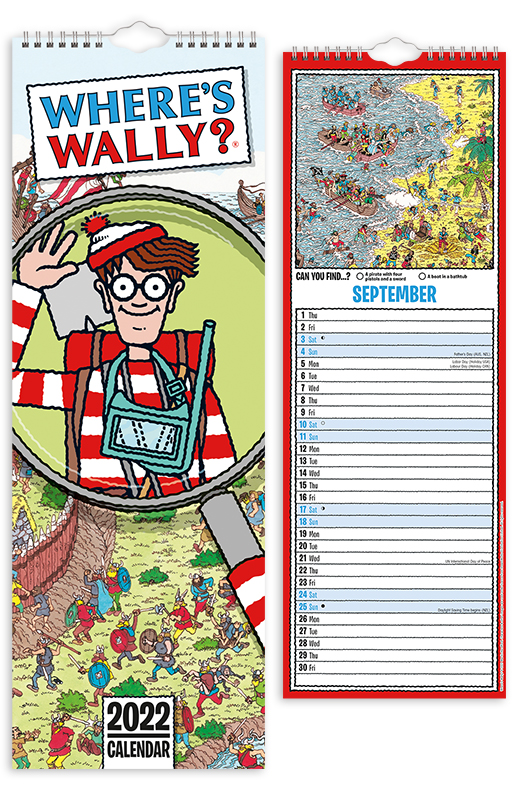 WHERE'S
WALLY?®
2022
CALENDAR
CAN YOU FIND...?
A pirate with four
pistols and a sword
A boat in a bathtub
SEPTEMBER
1 Thu
2 Fri
3 Sat
4 Sun Father's Day (AUS, NZL)
5 Mon Labor Day (Holiday USA)
Labour Day (Holiday CAN)
6 Tue
7 Wed
8 Thu
9 Fri
10 Sat
11 Sun
12 Mon
13 Tue
14 Wed
15 Thu
16 Fri
17 Sat
18 Sun
19 Mon
20 Tue
21 Wed UN International Day of Peace
22 Thu
23 Fri
24 Sat
25 Sun Daylight Saving Time begins (NZL)
26 Mon
27 Tue
28 Wed
29 Thu
30 Fri